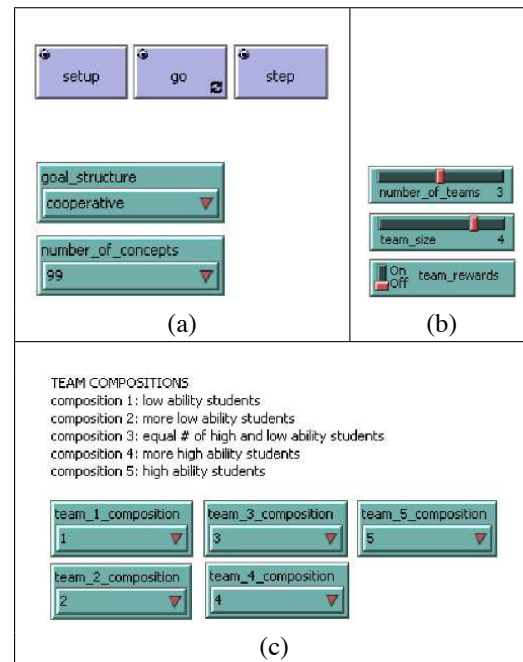 setup go step
goal_structure
cooperative
number_of_concepts
99
(a)
number_of_teams 3
team_size 4
On
Off team_rewards
(b)
TEAM COMPOSITIONS
composition 1: low ability students
composition 2: more low ability students
composition 3: equal # of high and low ability students
composition 4: more high ability students
composition 5: high ability students
team_1_composition team_3_composition team_5_composition
1 3 5
team_2_composition team_4_composition
2 4
(c)